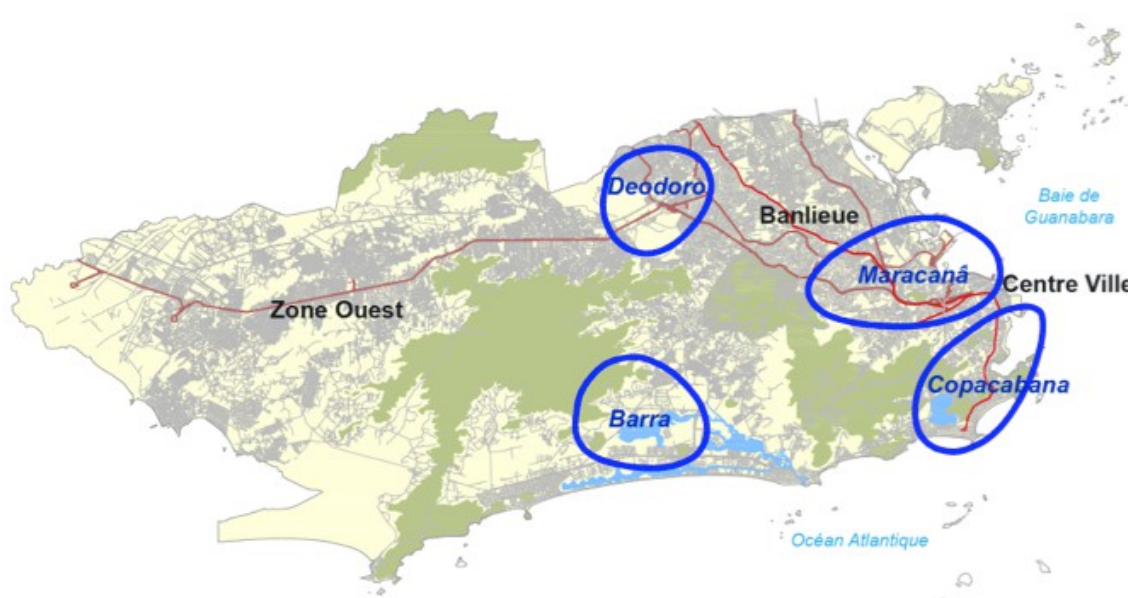 Deodoro
Baie de
Guanabara
Banlieue
Maracanã
Centre Ville
Zone Ouest
Copacabana
Barra
Océan Atlantique